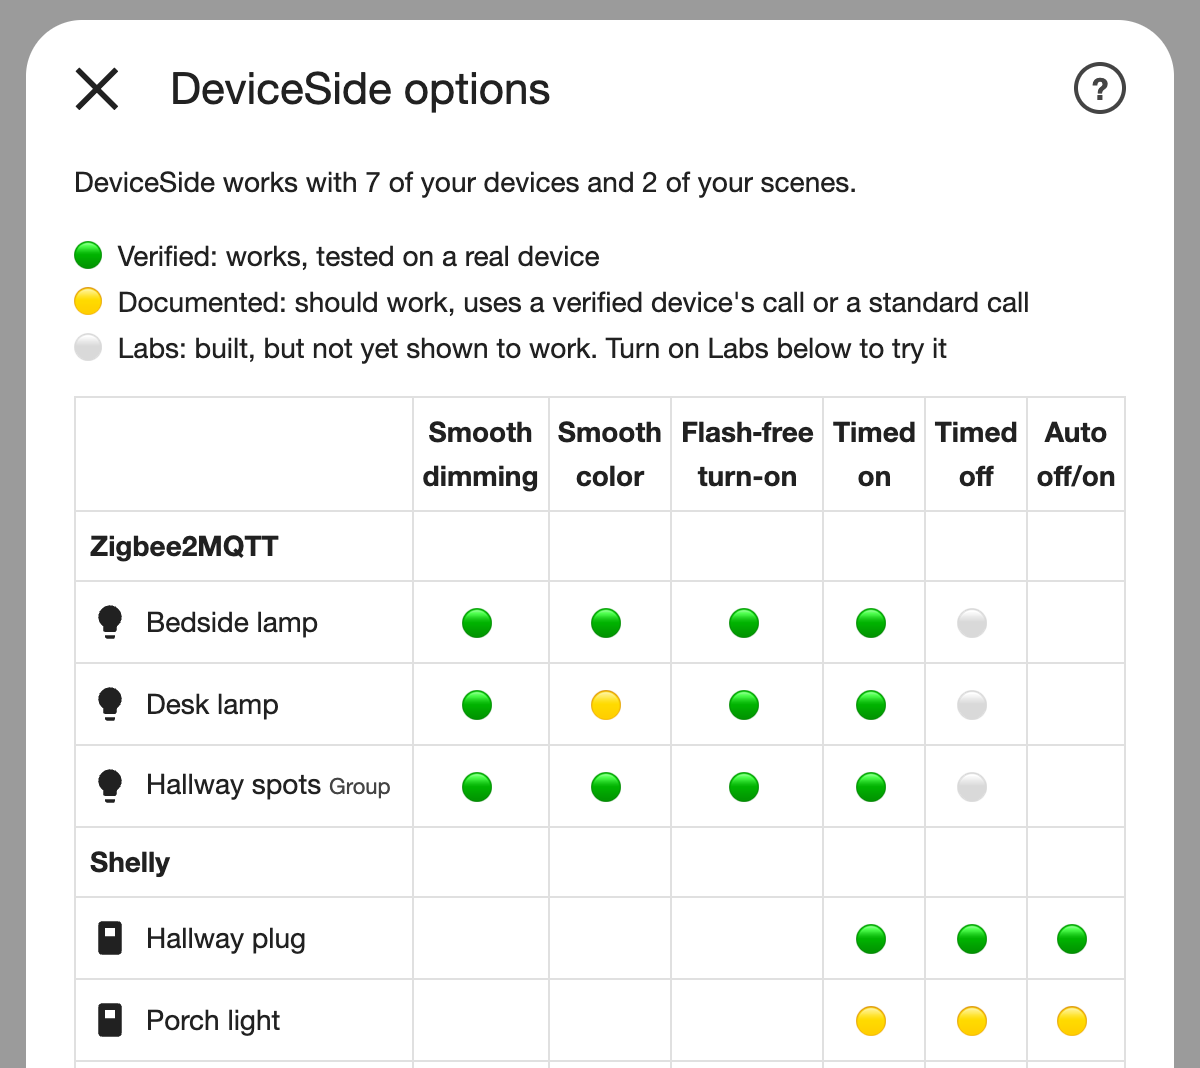 DeviceSide options
?
DeviceSide works with 7 of your devices and 2 of your scenes.
Verified: works, tested on a real device
Documented: should work, uses a verified device's call or a standard call
Labs: built, but not yet shown to work. Turn on Labs below to try it
Smooth dimming Smooth color Flash-free turn-on Timed on Timed off Auto off/on
Zigbee2MQTT
Bedside lamp
Desk lamp
Hallway spots Group
Shelly
Hallway plug
Porch light